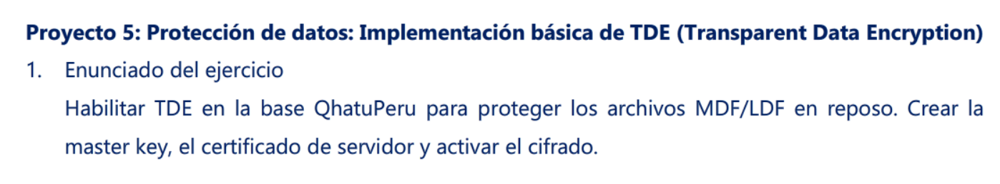 Proyecto 5: Protección de datos: Implementación básica de TDE (Transparent Data Encryption)
1. Enunciado del ejercicio
Habilitar TDE en la base QhatuPeru para proteger los archivos MDF/LDF en reposo. Crear la
master key, el certificado de servidor y activar el cifrado.